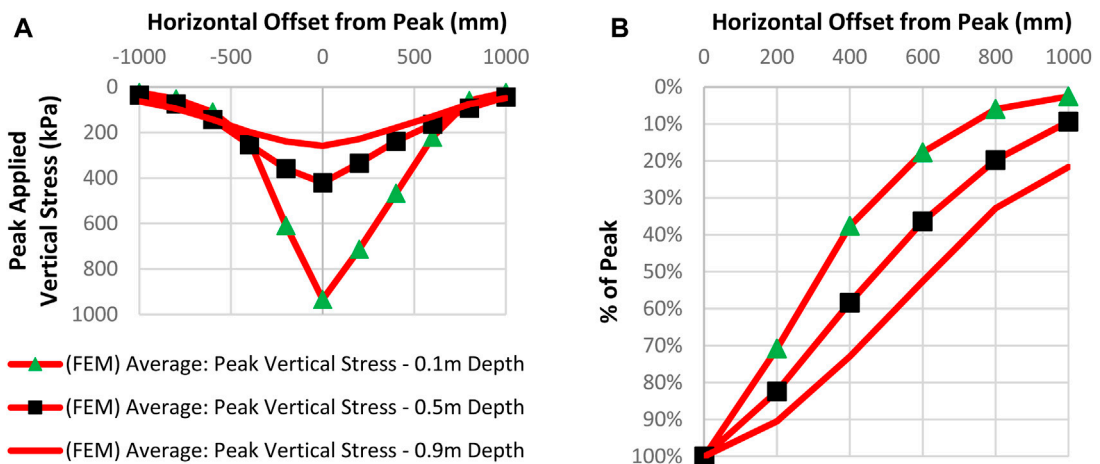 A
Horizontal Offset from Peak (mm)
-1000 -500 0 500 1000
0
200
400
600
800
1000
Peak Applied
Vertical Stress (kPa)
(FEM) Average: Peak Vertical Stress - 0.1m Depth
(FEM) Average: Peak Vertical Stress - 0.5m Depth
(FEM) Average: Peak Vertical Stress - 0.9m Depth
B
Horizontal Offset from Peak (mm)
0 200 400 600 800 1000
0%
10%
20%
30%
40%
50%
60%
70%
80%
90%
100%
% of Peak